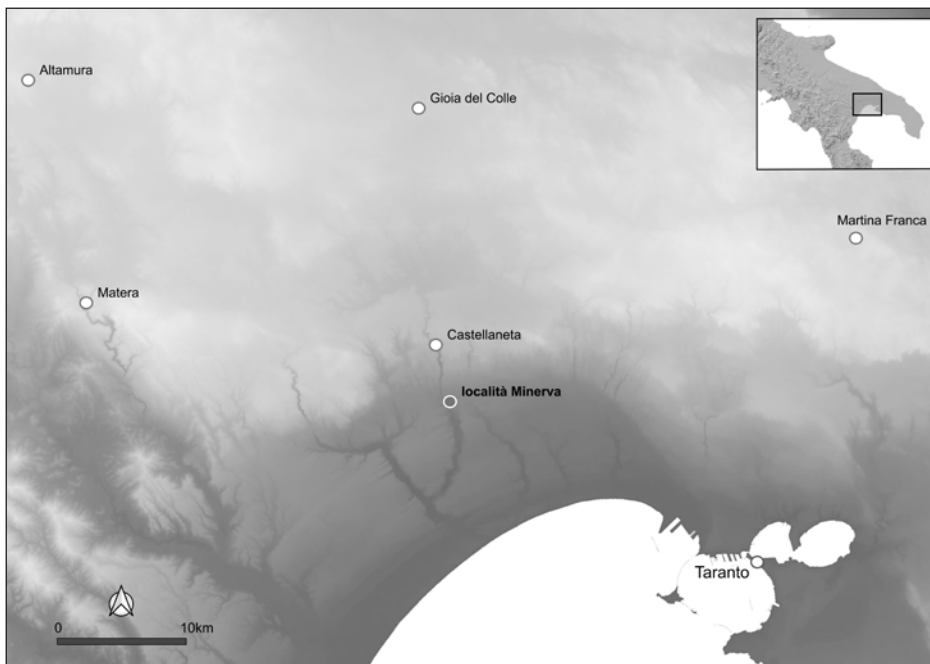 Altamura
Gioia del Colle
Martina Franca
Matera
Castellaneta
località Minerva
Taranto
0
10km